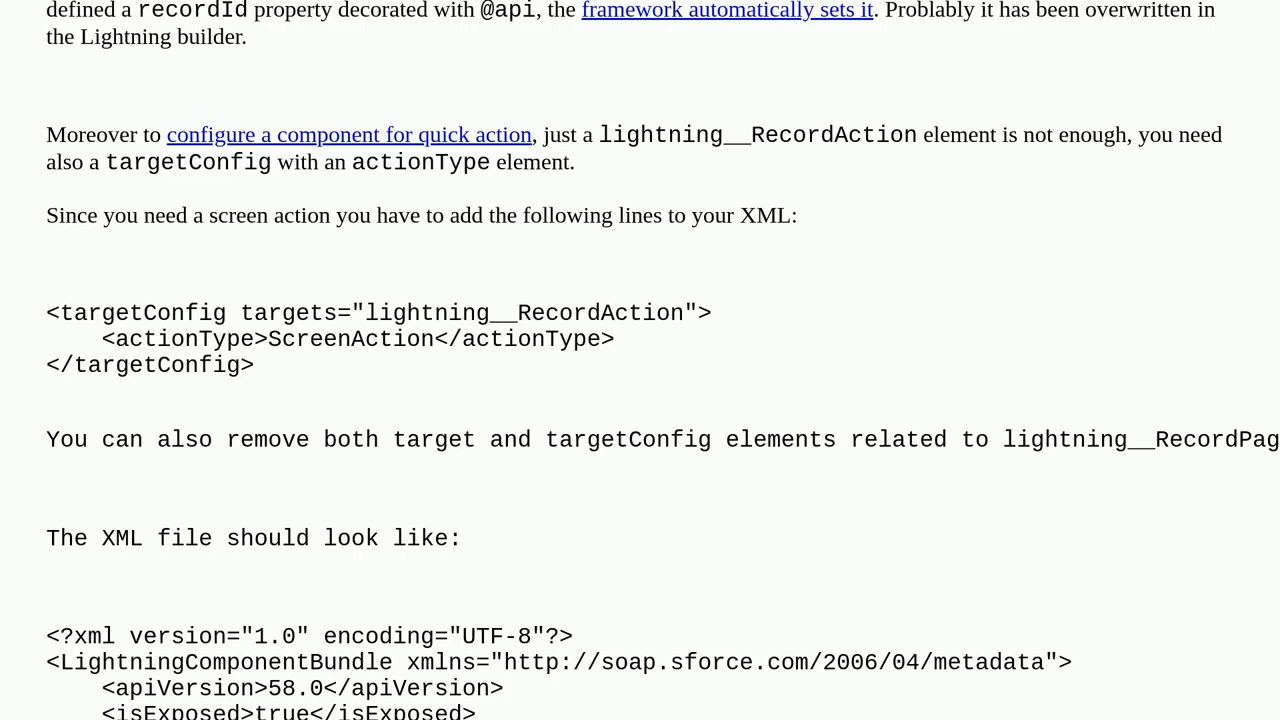 defined a recordId property decorated with @api, the framework automatically sets it. Problably it has been overwritten in
the Lightning builder.
Moreover to configure a component for quick action, just a lightning__RecordAction element is not enough, you need
also a targetConfig with an actionType element.
Since you need a screen action you have to add the following lines to your XML:
<targetConfig targets="lightning__RecordAction">
    <actionType>ScreenAction</actionType>
</targetConfig>
You can also remove both target and targetConfig elements related to lightning__RecordPag
The XML file should look like:
<?xml version="1.0" encoding="UTF-8"?>
<LightningComponentBundle xmlns="http://soap.sforce.com/2006/04/metadata">
    <apiVersion>58.0</apiVersion>
    <isExposed>true</isExposed>